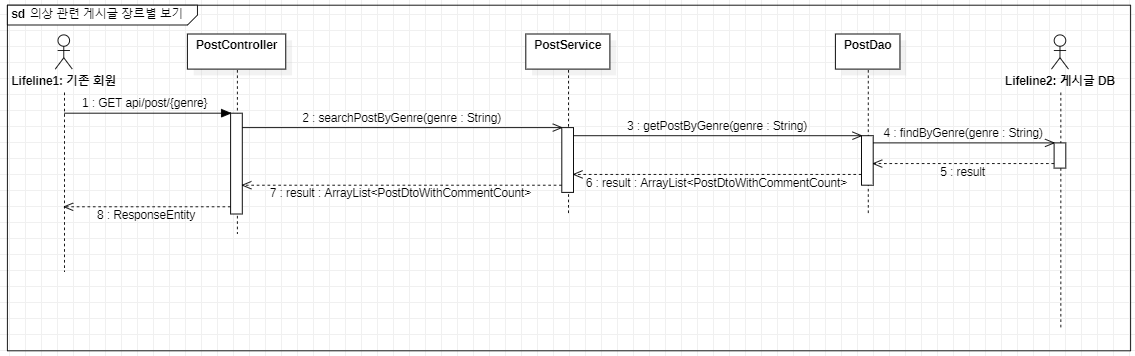 sd 의상 관련 게시글 장르별 보기
PostController
PostService
PostDao
Lifeline1: 기존 회원
Lifeline2: 게시글 DB
1 : GET api/post/{genre}
2 : searchPostByGenre(genre : String)
3 : getPostByGenre(genre : String)
4 : findByGenre(genre : String)
5 : result
6 : result : ArrayList<PostDtoWithCommentCount>
7 : result : ArrayList<PostDtoWithCommentCount>
8 : ResponseEntity